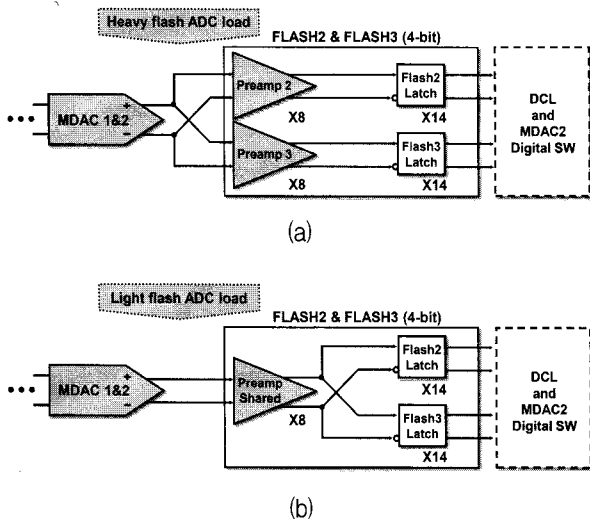 Heavy flash ADC load
FLASH2 & FLASH3 (4-bit)
MDAC 1&2
+
−
Preamp 2
X8
Preamp 3
X8
Flash2
Latch
X14
Flash3
Latch
X14
DCL
and
MDAC2
Digital SW
(a)
Light flash ADC load
FLASH2 & FLASH3 (4-bit)
MDAC 1&2
+
−
Preamp
Shared
X8
Flash2
Latch
X14
Flash3
Latch
X14
DCL
and
MDAC2
Digital SW
(b)